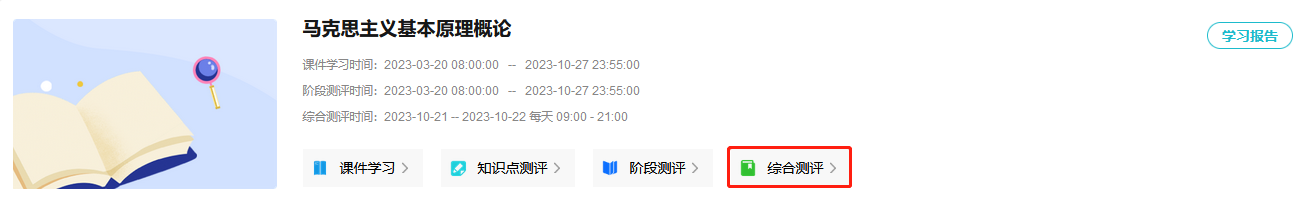 马克思主义基本原理概论
学习报告
课件学习时间：2023-03-20 08:00:00 -- 2023-10-27 23:55:00
阶段测评时间：2023-03-20 08:00:00 -- 2023-10-27 23:55:00
综合测评时间：2023-10-21 -- 2023-10-22 每天 09:00 - 21:00
课件学习 知识点测评 阶段测评 综合测评